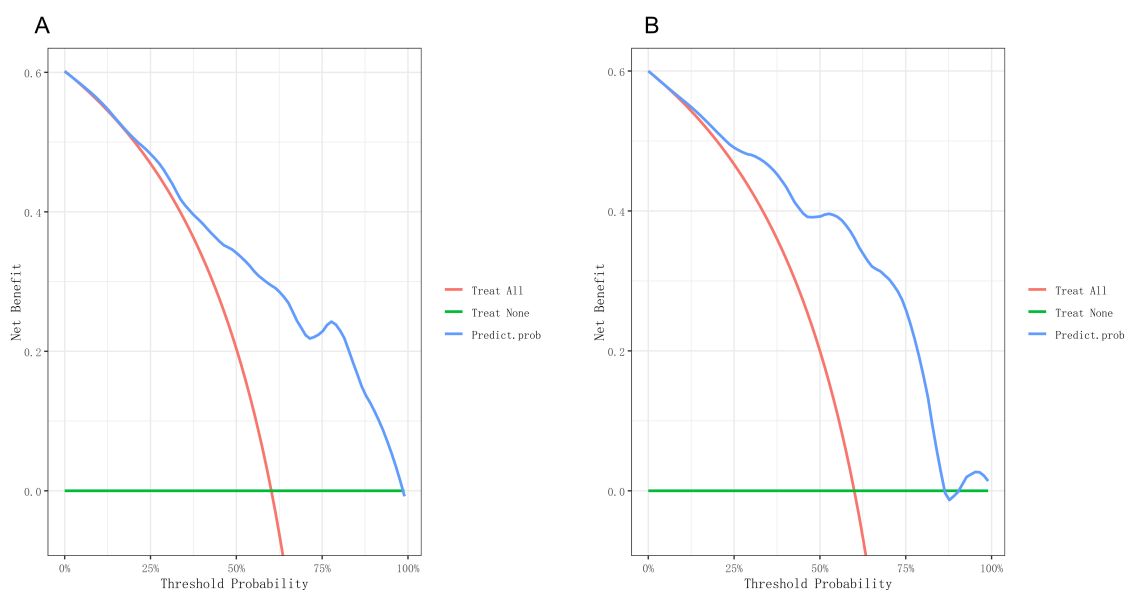 A
0.6
0.4
0.2
0.0
Net Benefit
0% 25% 50% 75% 100%
Threshold Probability
Treat All
Treat None
Predict.prob
B
0.6
0.4
0.2
0.0
Net Benefit
0% 25% 50% 75% 100%
Threshold Probability
Treat All
Treat None
Predict.prob